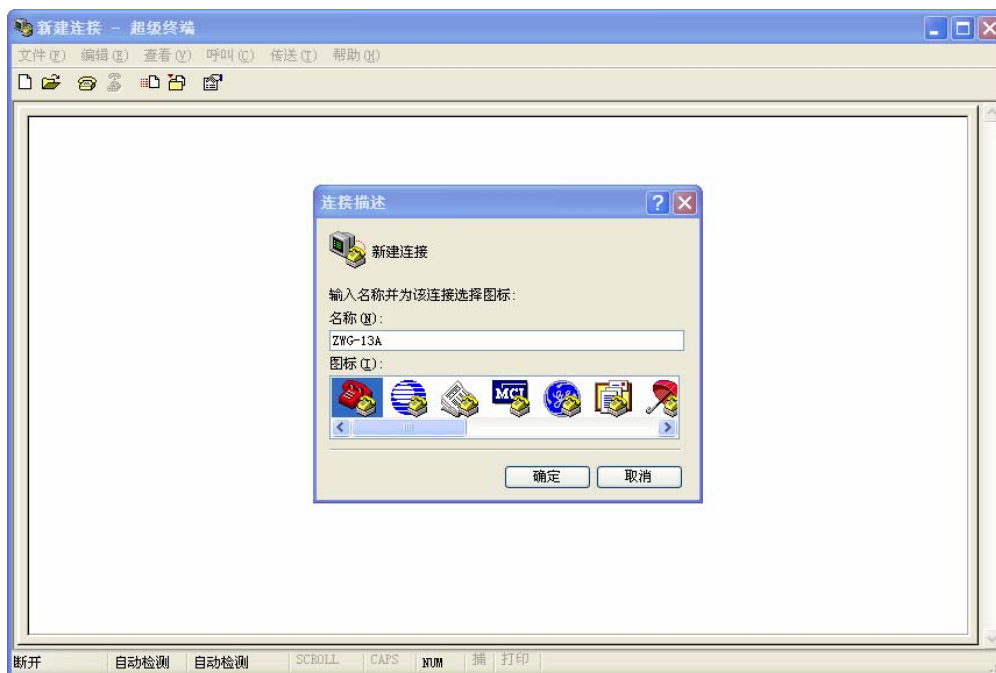 新建连接 - 超级终端
文件(F) 编辑(E) 查看(V) 呼叫(C) 传送(T) 帮助(H)
连接描述
新建连接
输入名称并为该连接选择图标:
名称(N):
ZWG-13A
图标(I):
MCI
确定 取消
断开 自动检测 自动检测 SCROLL CAPS NUM 捕 打印